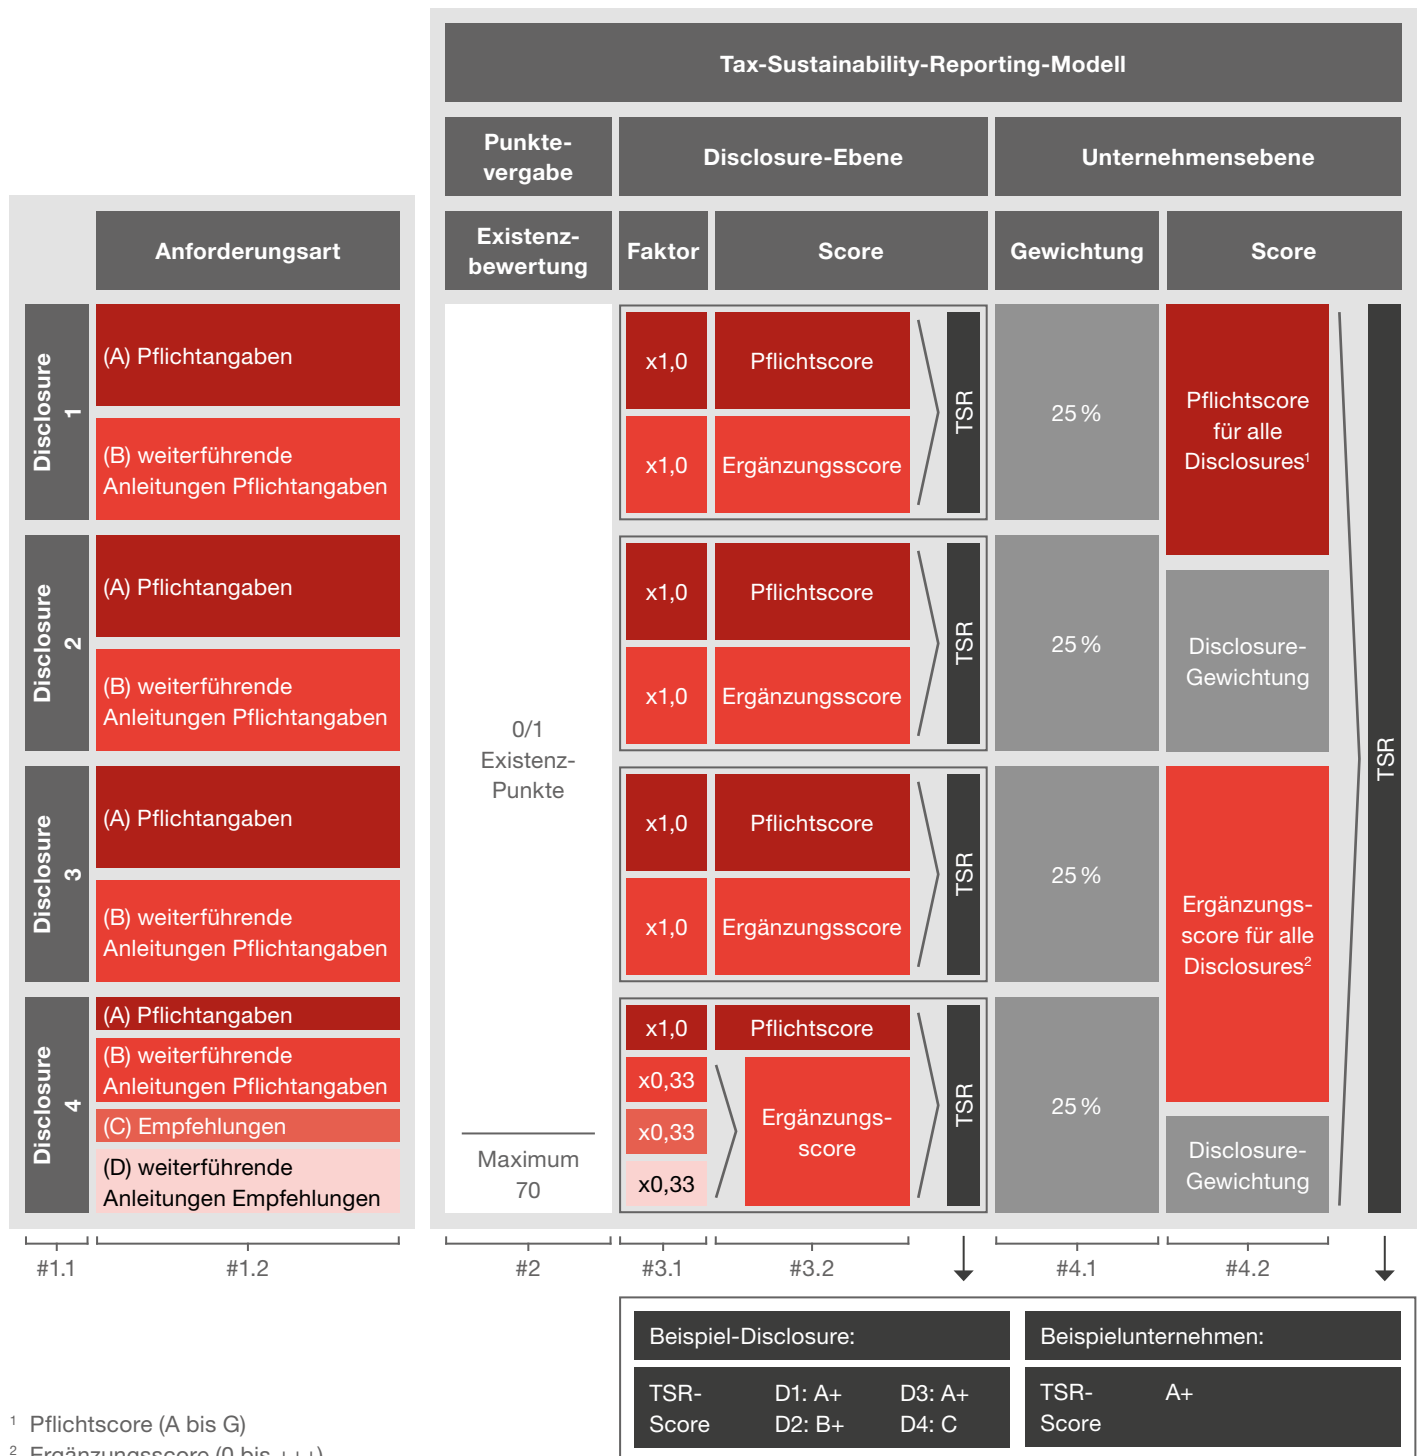 Tax-Sustainability-Reporting-Modell
Punkte-
vergabe
Disclosure-Ebene
Unternehmensebene
Anforderungsart
Existenz-
bewertung
Faktor
Score
Gewichtung
Score
Disclosure
1
(A) Pflichtangaben
(B) weiterführende
Anleitungen Pflichtangaben
Disclosure
2
(A) Pflichtangaben
(B) weiterführende
Anleitungen Pflichtangaben
Disclosure
3
(A) Pflichtangaben
(B) weiterführende
Anleitungen Pflichtangaben
Disclosure
4
(A) Pflichtangaben
(B) weiterführende
Anleitungen Pflichtangaben
(C) Empfehlungen
(D) weiterführende
Anleitungen Empfehlungen
0/1
Existenz-
Punkte
Maximum
70
x1,0
Pflichtscore
x1,0
Ergänzungsscore
TSR
x1,0
Pflichtscore
x1,0
Ergänzungsscore
TSR
x1,0
Pflichtscore
x1,0
Ergänzungsscore
TSR
x1,0
Pflichtscore
x0,33
x0,33
x0,33
Ergänzungs-
score
TSR
25 %
25 %
25 %
25 %
Pflichtscore
für alle
Disclosures¹
Disclosure-
Gewichtung
Ergänzungs-
score für alle
Disclosures²
Disclosure-
Gewichtung
TSR
#1.1
#1.2
#2
#3.1
#3.2
#4.1
#4.2
Beispiel-Disclosure:
TSR-
Score
D1: A+
D2: B+
D3: A+
D4: C
Beispielunternehmen:
TSR-
Score
A+
¹ Pflichtscore (A bis G)
² Ergänzungsscore (0 bis +++)